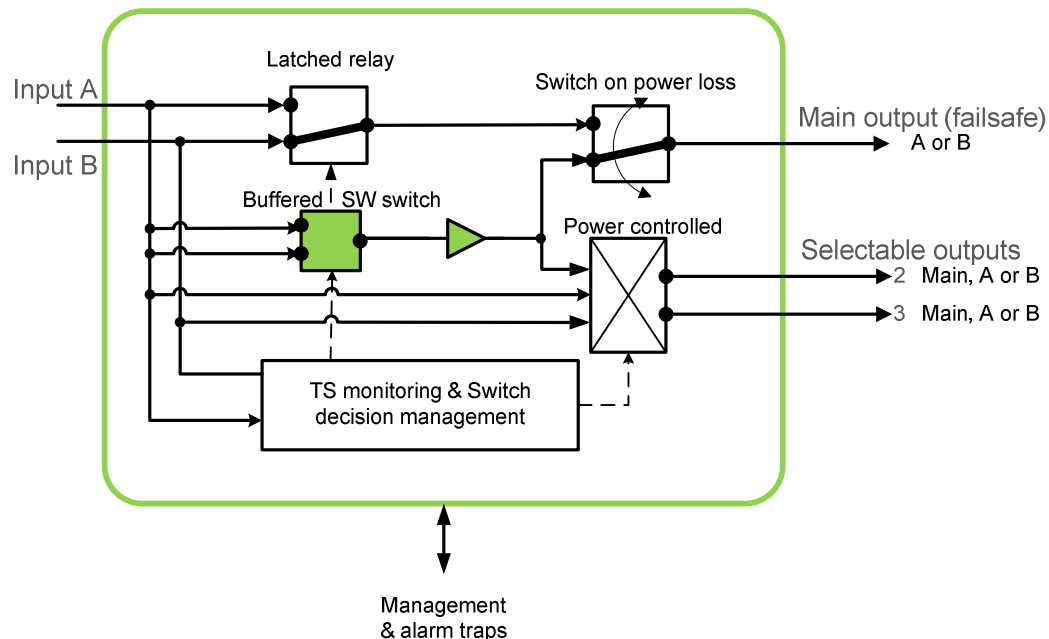 Latched relay
Input A
Switch on power loss
Main output (failsafe)
A or B
Input B
Buffered SW switch
Power controlled
Selectable outputs
2 Main, A or B
3 Main, A or B
TS monitoring & Switch
decision management
Management
& alarm traps